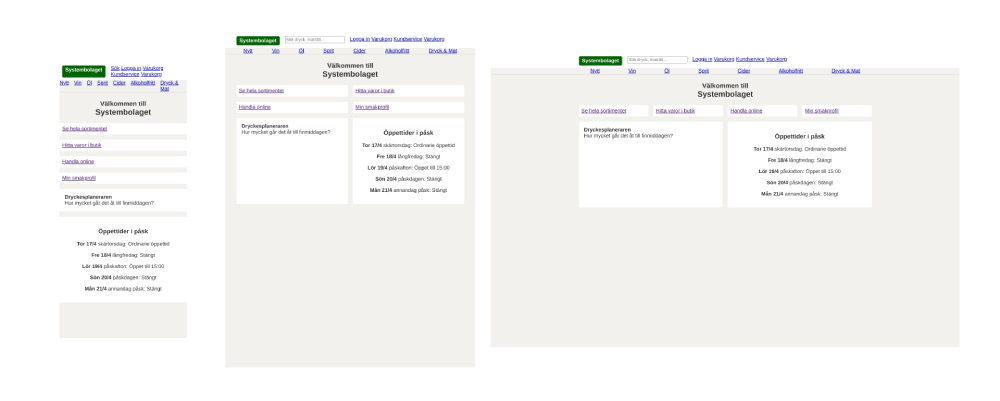 Systembolaget
Sök Logga in Varukorg
Kundservice Varukorg
Nytt Vin Öl Sprit Cider Alkoholfritt Dryck &
Mat
Välkommen till
Systembolaget
Se hela sortimentet
Hitta varor i butik
Handla online
Min smakprofil
Dryckesplaneraren
Hur mycket går det åt till finmiddagen?
Öppettider i påsk
Tor 17/4 skärtorsdag: Ordinarie öppettid
Fre 18/4 långfredag: Stängt
Lör 19/4 påskafton: Öppet till 15:00
Sön 20/4 påskdagen: Stängt
Mån 21/4 annandag påsk: Stängt
Systembolaget Sök dryck, maträtt... Logga in Varukorg Kundservice Varukorg
Nytt Vin Öl Sprit Cider Alkoholfritt Dryck & Mat
Välkommen till
Systembolaget
Se hela sortimentet Hitta varor i butik
Handla online Min smakprofil
Dryckesplaneraren
Hur mycket går det åt till finmiddagen?
Öppettider i påsk
Tor 17/4 skärtorsdag: Ordinarie öppettid
Fre 18/4 långfredag: Stängt
Lör 19/4 påskafton: Öppet till 15:00
Sön 20/4 påskdagen: Stängt
Mån 21/4 annandag påsk: Stängt
Systembolaget Sök dryck, maträtt... Logga in Varukorg Kundservice Varukorg
Nytt Vin Öl Sprit Cider Alkoholfritt Dryck & Mat
Välkommen till
Systembolaget
Se hela sortimentet Hitta varor i butik Handla online Min smakprofil
Dryckesplaneraren
Hur mycket går det åt till finmiddagen?
Öppettider i påsk
Tor 17/4 skärtorsdag: Ordinarie öppettid
Fre 18/4 långfredag: Stängt
Lör 19/4 påskafton: Öppet till 15:00
Sön 20/4 påskdagen: Stängt
Mån 21/4 annandag påsk: Stängt